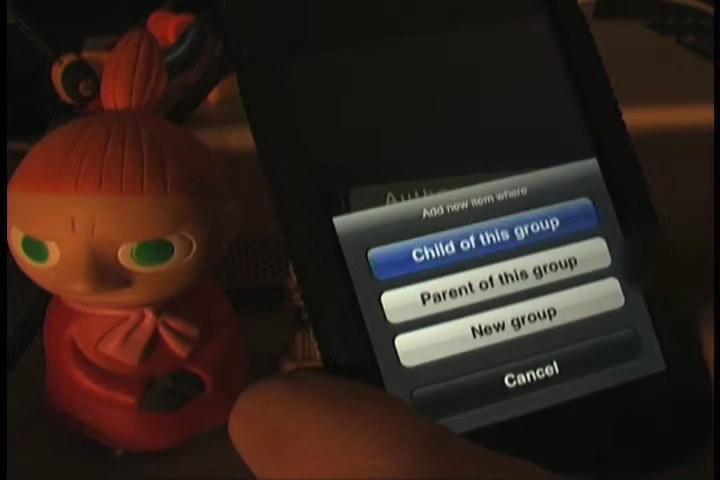 Add new item where
Child of this group
Parent of this group
New group
Cancel